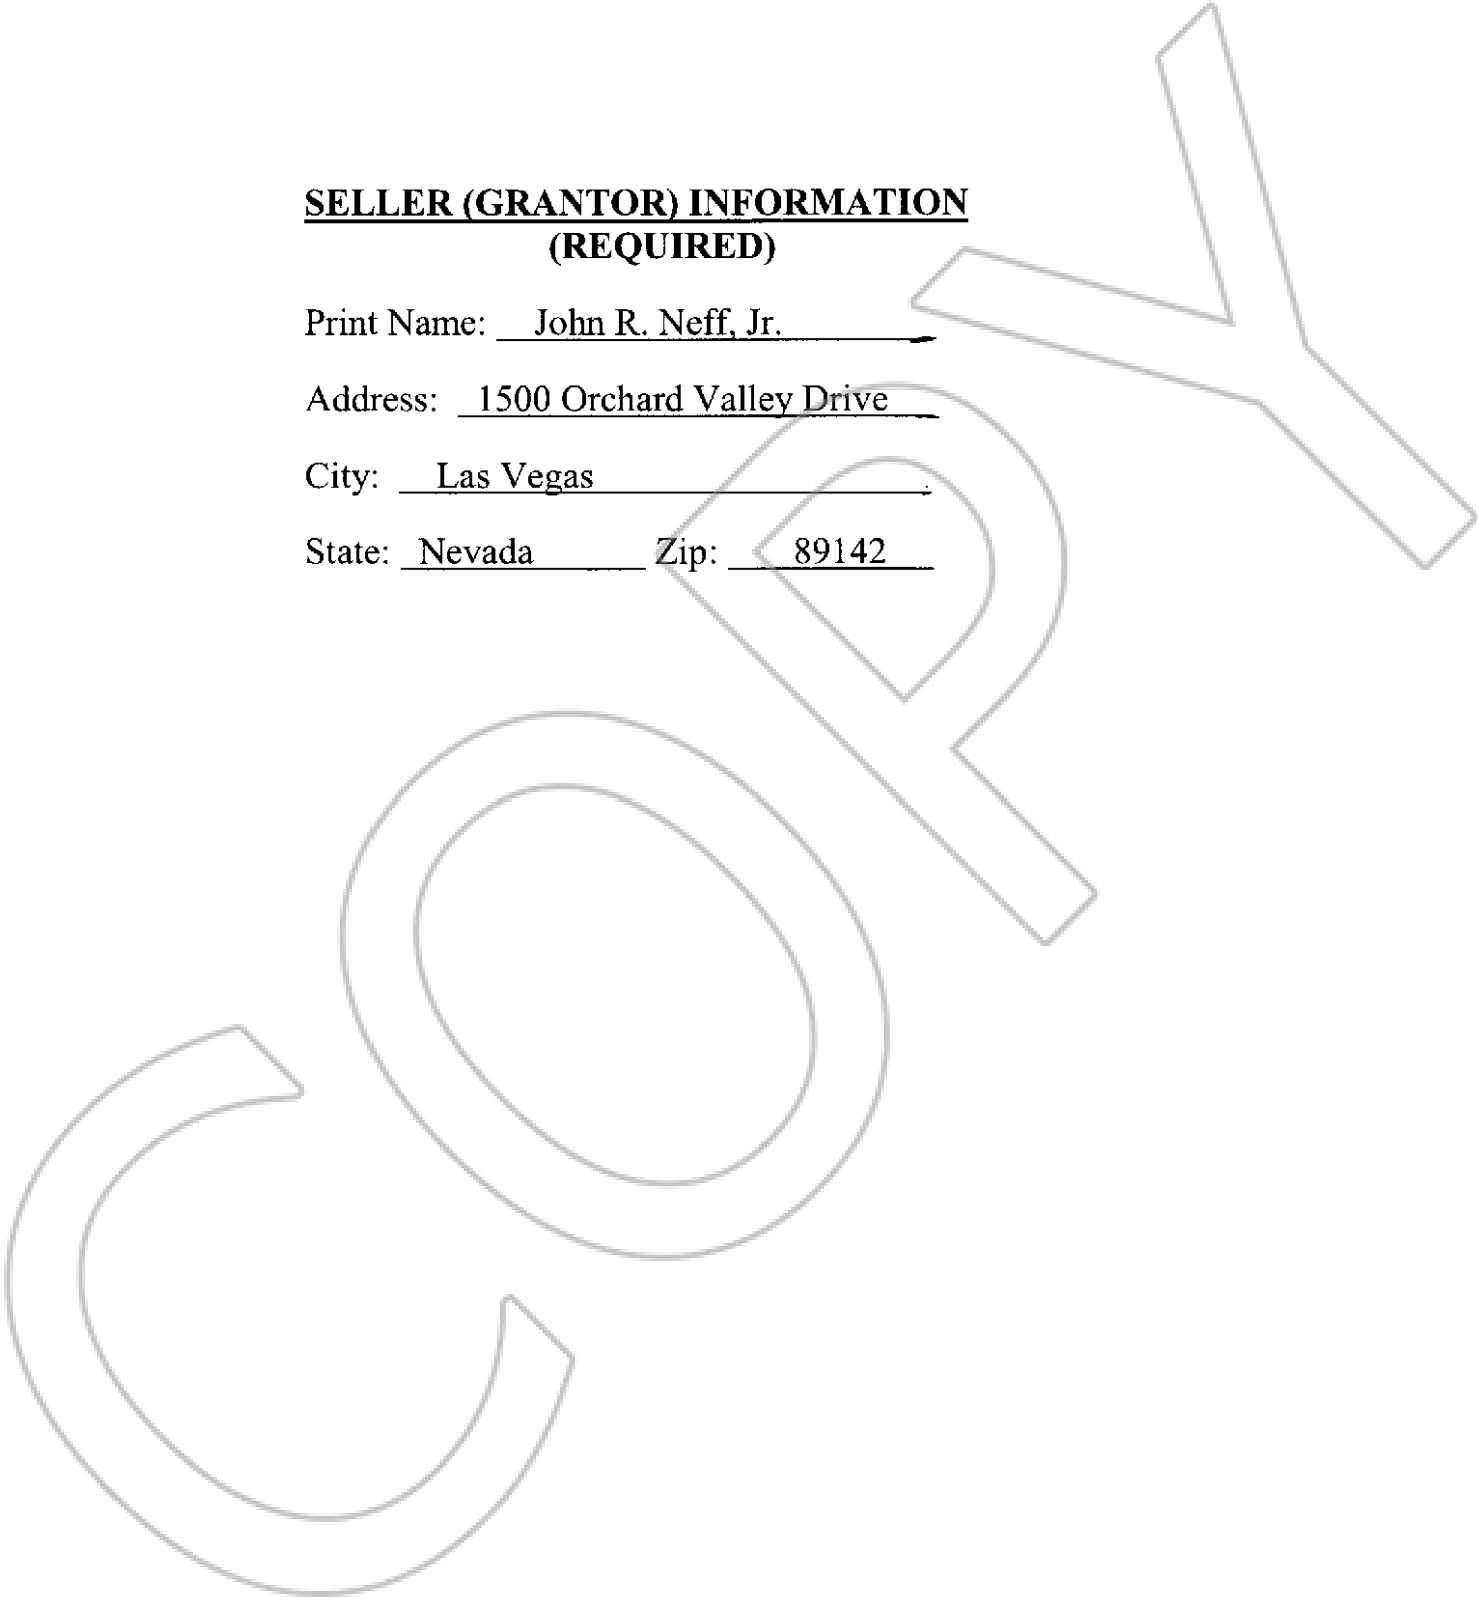 SELLER (GRANTOR) INFORMATION
(REQUIRED)
Print Name: John R. Neff, Jr.
Address: 1500 Orchard Valley Drive
City: Las Vegas
State: Nevada Zip: 89142
COPY